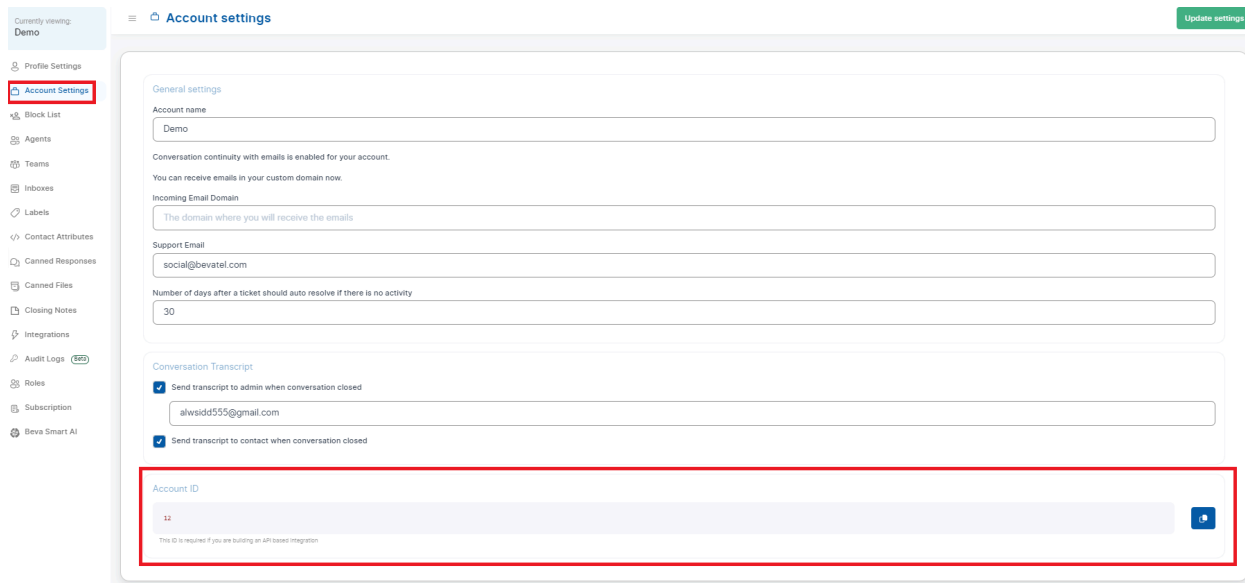 Currently viewing:
Demo
Profile Settings
Account Settings
Block List
Agents
Teams
Inboxes
Labels
Contact Attributes
Canned Responses
Canned Files
Closing Notes
Integrations
Audit Logs Beta
Roles
Subscription
Beva Smart AI
Account settings
Update settings
General settings
Account name
Demo
Conversation continuity with emails is enabled for your account.
You can receive emails in your custom domain now.
Incoming Email Domain
The domain where you will receive the emails
Support Email
social@bevatel.com
Number of days after a ticket should auto resolve if there is no activity
30
Conversation Transcript
Send transcript to admin when conversation closed
alwsidd555@gmail.com
Send transcript to contact when conversation closed
Account ID
12
This ID is required if you are building an API based integration